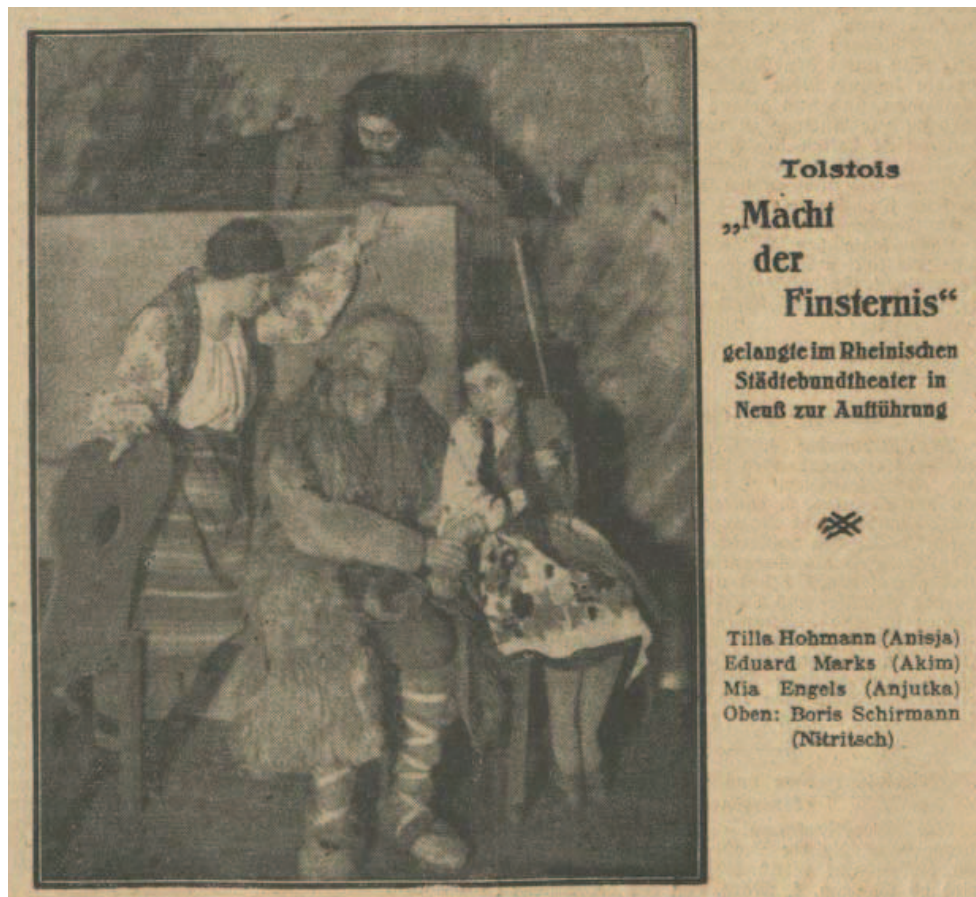 Tolstois
„Macht
der
Finsternis“
gelangte im Rheinischen
Städtebundtheater in
Neuß zur Aufführung
Tilla Hohmann (Anisja)
Eduard Marks (Akim)
Mia Engels (Anjutka)
Oben: Boris Schirmann
(Nitritsch)